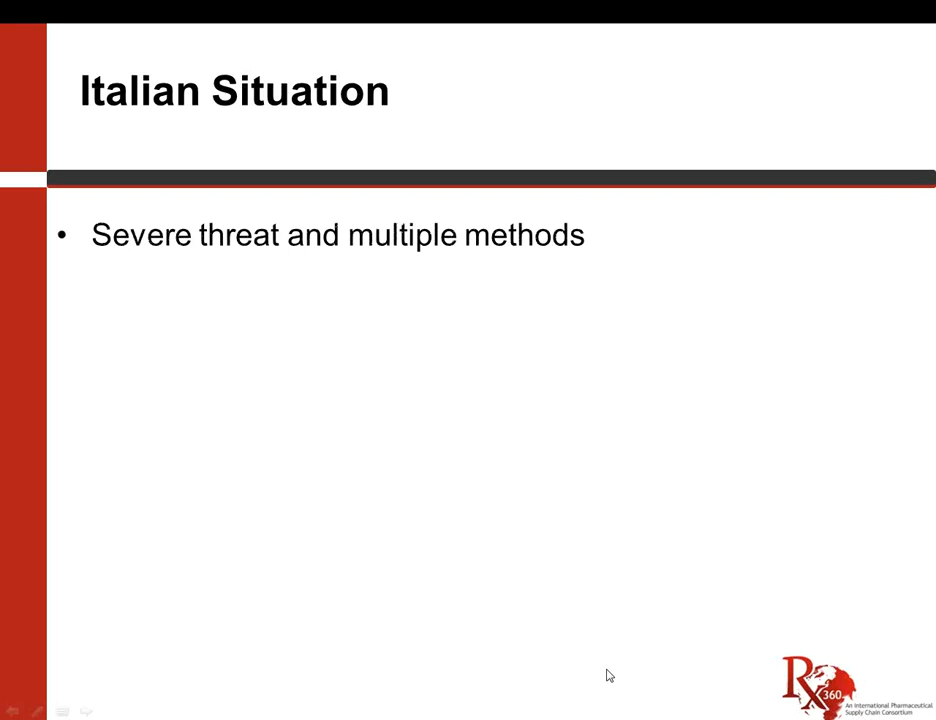 Italian Situation
• Severe threat and multiple methods
Rx
360
An International Pharmaceutical
Supply Chain Consortium